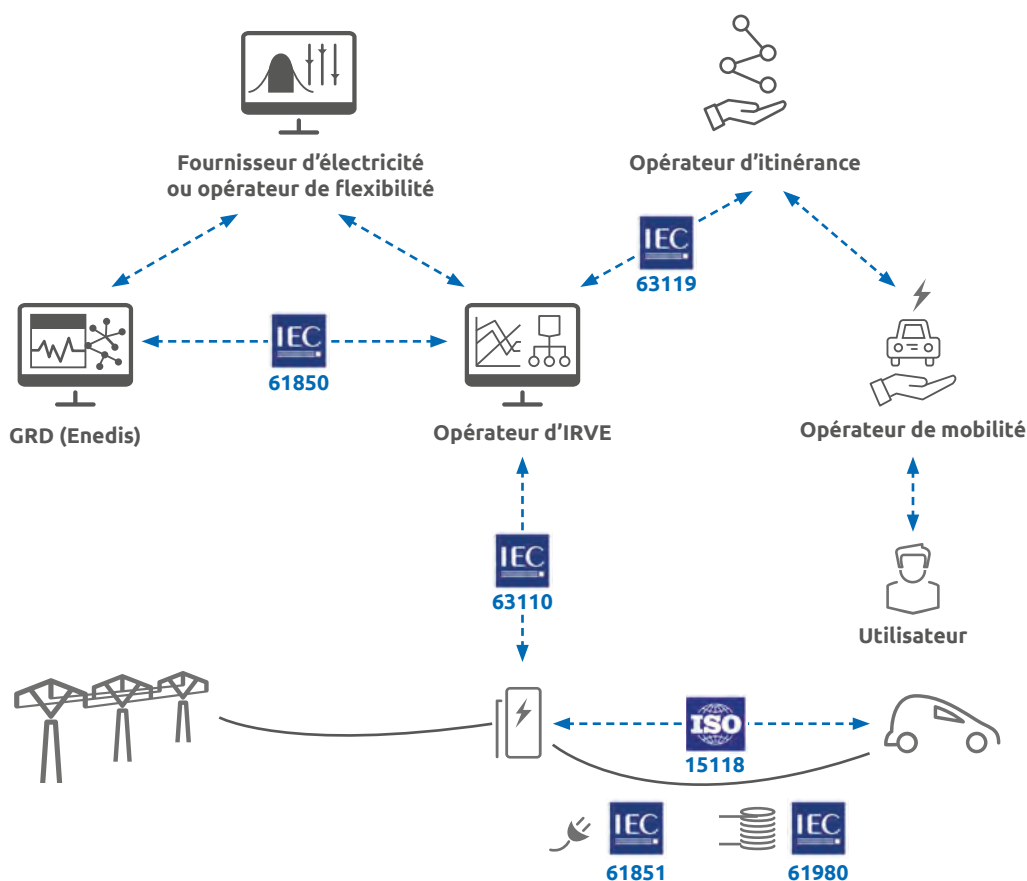 Fournisseur d'électricité
ou opérateur de flexibilité
Opérateur d'itinérance
IEC
63119
IEC
61850
GRD (Enedis)
Opérateur d'IRVE
Opérateur de mobilité
IEC
63110
Utilisateur
ISO
15118
IEC
61851
IEC
61980